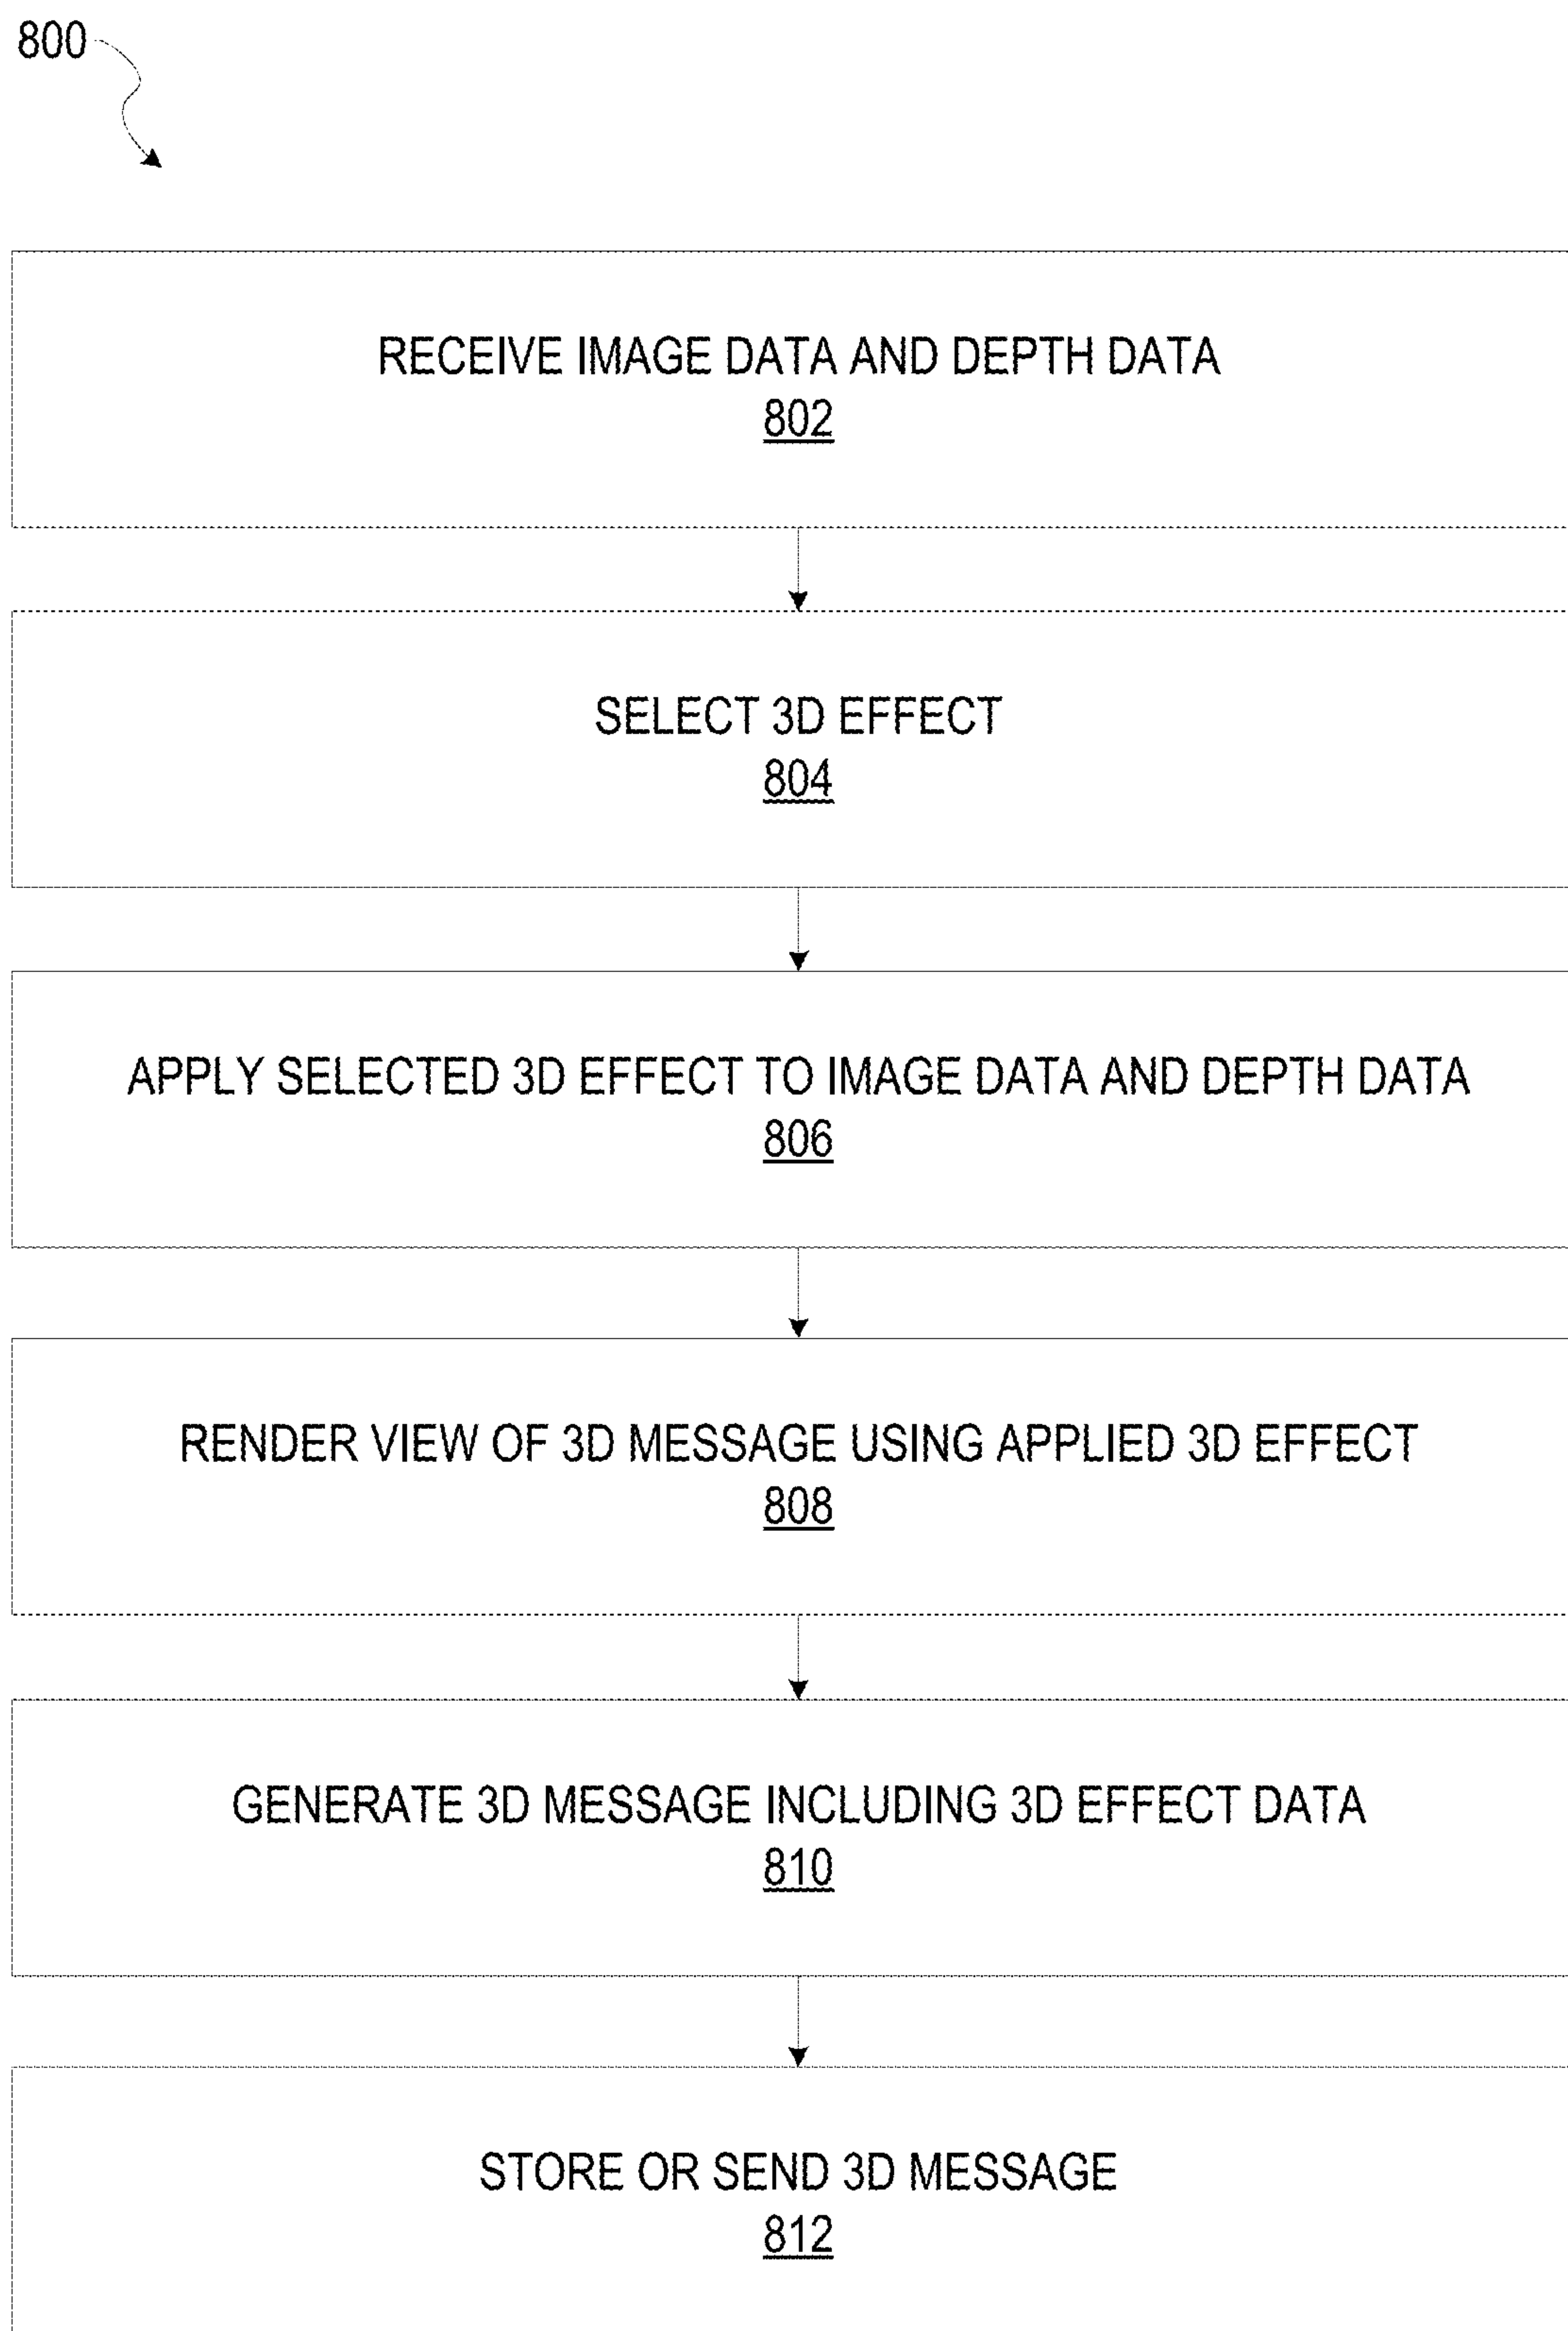 800
RECEIVE IMAGE DATA AND DEPTH DATA
802
SELECT 3D EFFECT
804
APPLY SELECTED 3D EFFECT TO IMAGE DATA AND DEPTH DATA
806
RENDER VIEW OF 3D MESSAGE USING APPLIED 3D EFFECT
808
GENERATE 3D MESSAGE INCLUDING 3D EFFECT DATA
810
STORE OR SEND 3D MESSAGE
812